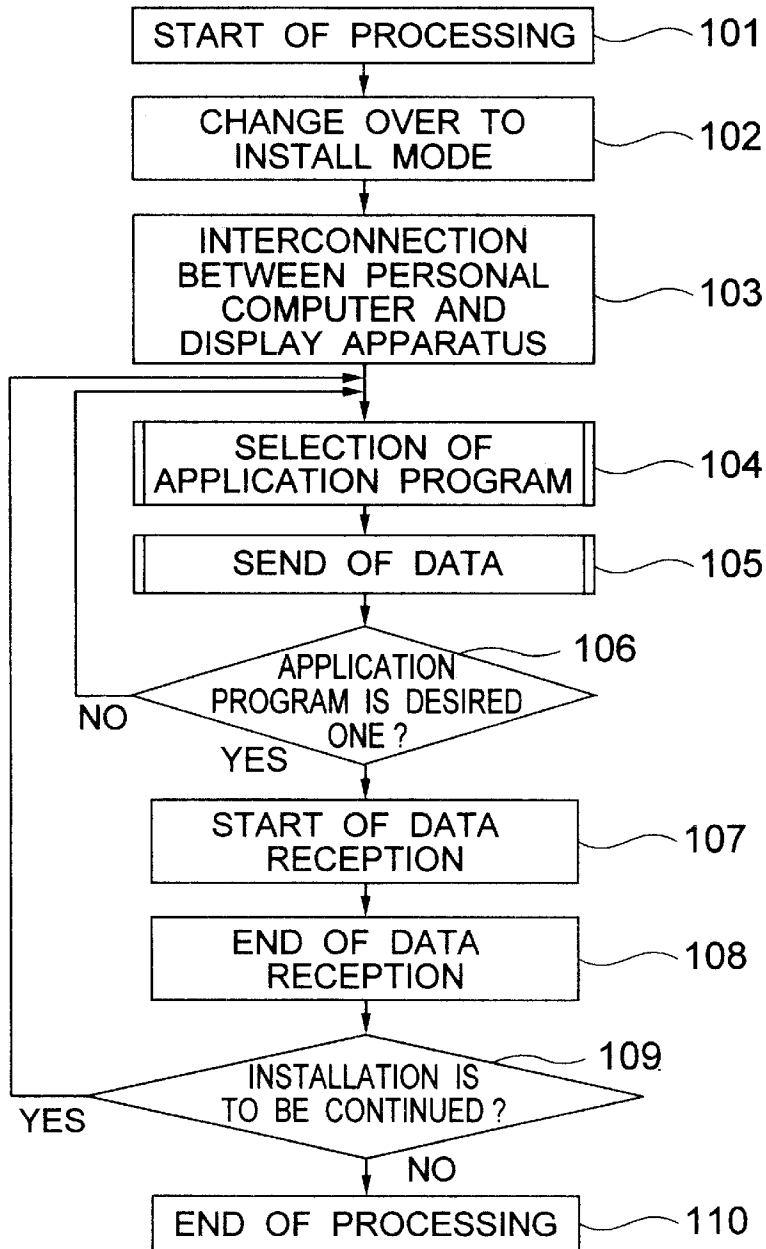 START OF PROCESSING
101
CHANGE OVER TO
INSTALL MODE
102
INTERCONNECTION
BETWEEN PERSONAL
COMPUTER AND
DISPLAY APPARATUS
103
SELECTION OF
APPLICATION PROGRAM
104
SEND OF DATA
105
106
APPLICATION
PROGRAM IS DESIRED
ONE ?
NO
YES
START OF DATA
RECEPTION
107
END OF DATA
RECEPTION
108
109
INSTALLATION IS
TO BE CONTINUED ?
YES
NO
END OF PROCESSING
110